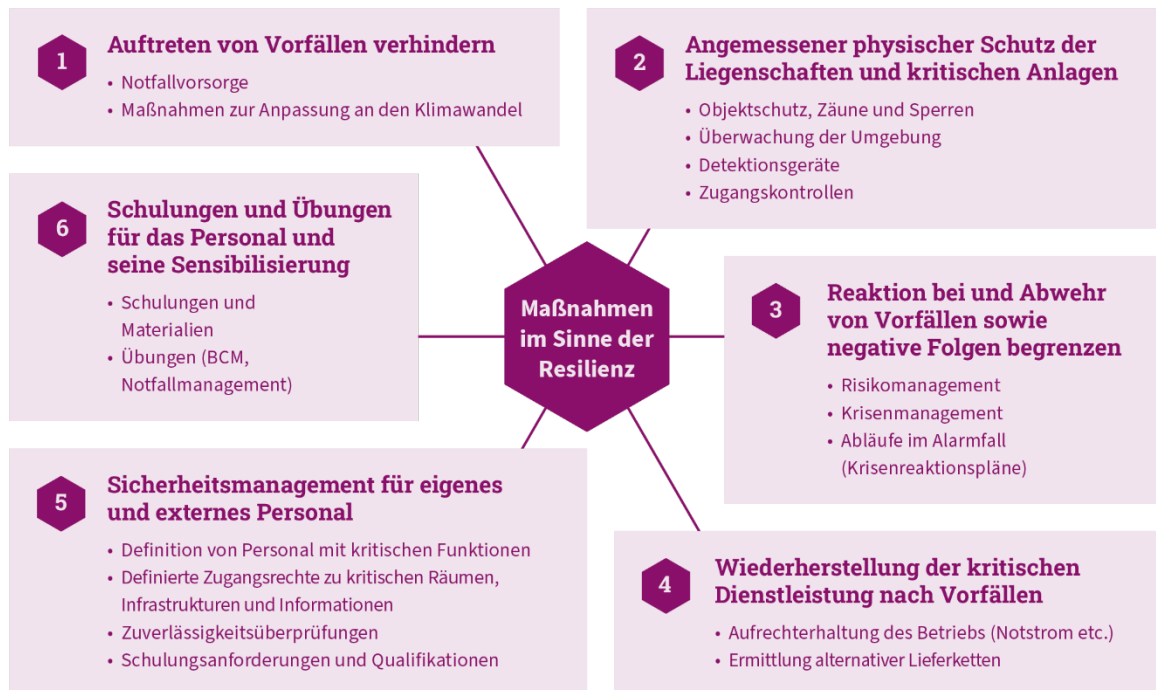 1
Auftreten von Vorfällen verhindern
• Notfallvorsorge
• Maßnahmen zur Anpassung an den Klimawandel
2
Angemessener physischer Schutz der
Liegenschaften und kritischen Anlagen
• Objektschutz, Zäune und Sperren
• Überwachung der Umgebung
• Detektionsgeräte
• Zugangskontrollen
Maßnahmen
im Sinne der
Resilienz
3
Reaktion bei und Abwehr
von Vorfällen sowie
negative Folgen begrenzen
• Risikomanagement
• Krisenmanagement
• Abläufe im Alarmfall
(Krisenreaktionspläne)
4
Wiederherstellung der kritischen
Dienstleistung nach Vorfällen
• Aufrechterhaltung des Betriebs (Notstrom etc.)
• Ermittlung alternativer Lieferketten
5
Sicherheitsmanagement für eigenes
und externes Personal
• Definition von Personal mit kritischen Funktionen
• Definierte Zugangsrechte zu kritischen Räumen,
Infrastrukturen und Informationen
• Zuverlässigkeitsüberprüfungen
• Schulungsanforderungen und Qualifikationen
6
Schulungen und Übungen
für das Personal und
seine Sensibilisierung
• Schulungen und
Materialien
• Übungen (BCM,
Notfallmanagement)